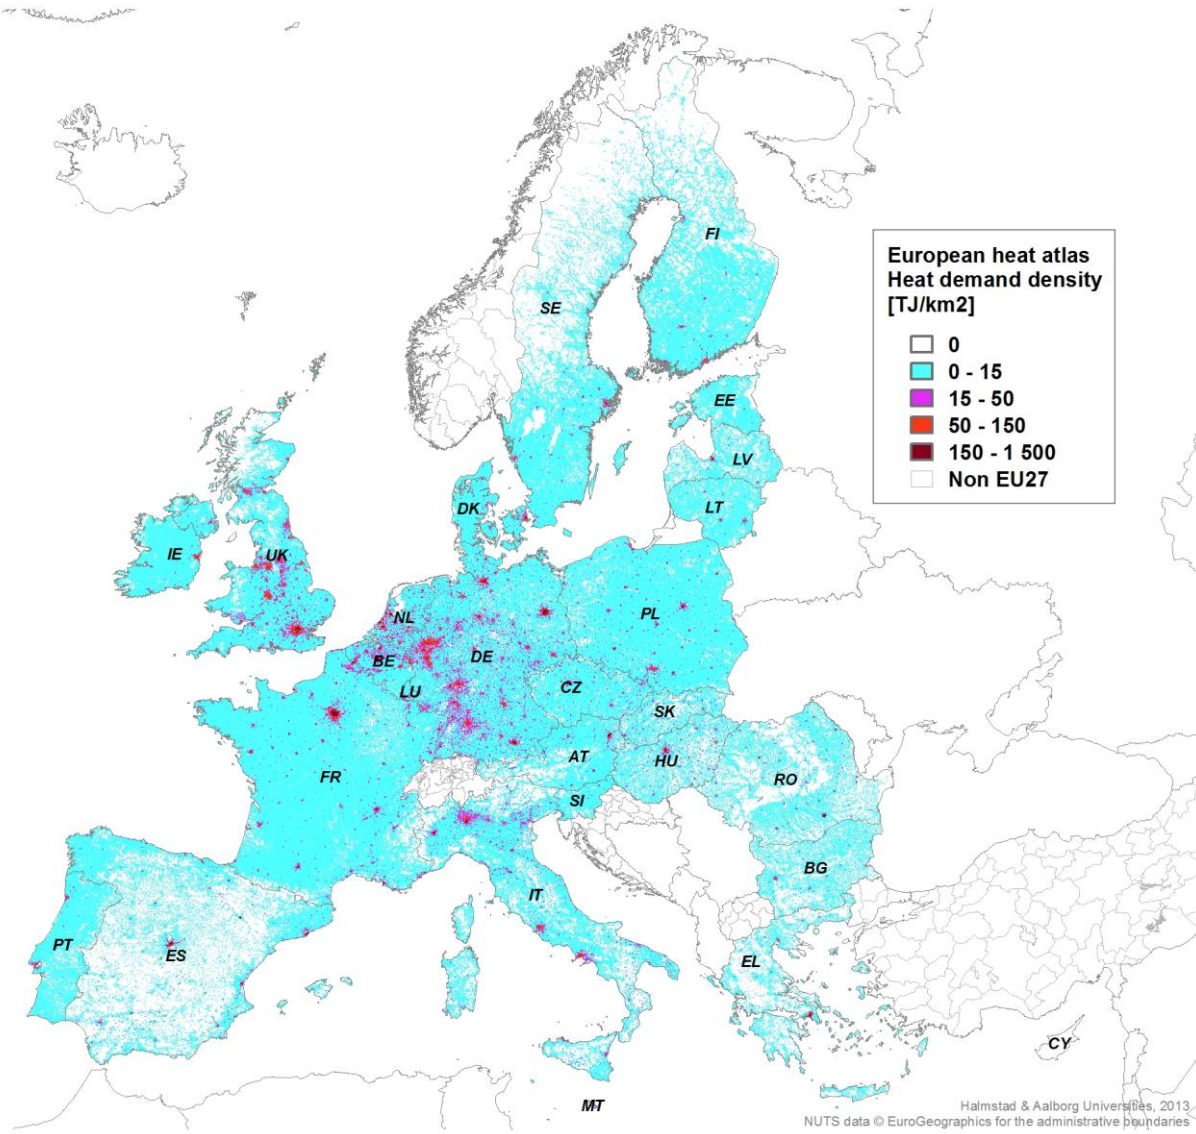 FI
SE
European heat atlas
Heat demand density
[TJ/km2]
0
0 - 15
15 - 50
50 - 150
150 - 1 500
Non EU27
EE
LV
LT
DK
IE
UK
NL
PL
BE
DE
LU
CZ
SK
AT
HU
FR
RO
SI
BG
IT
PT
ES
EL
CY
MT
Halmstad & Aalborg Universities, 2013
NUTS data © EuroGeographics for the administrative boundaries